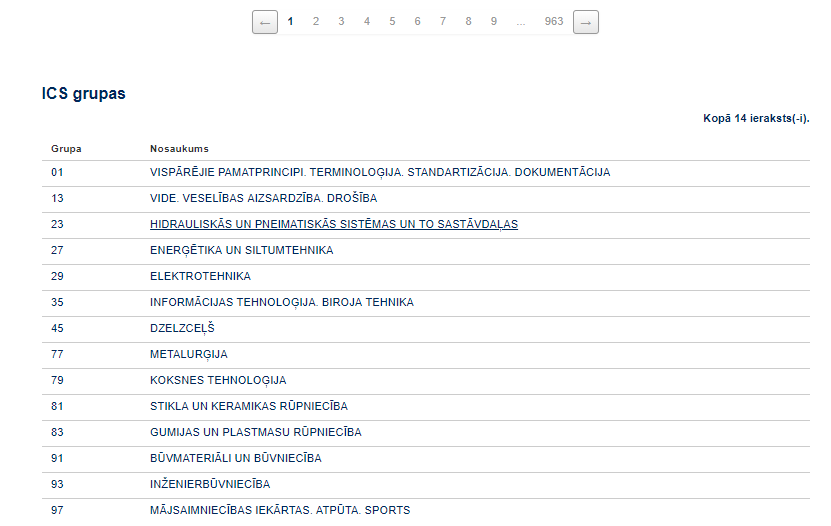 ← 1 2 3 4 5 6 7 8 9 ... 963 →
ICS grupas
Kopā 14 ieraksts(-i).
Grupa Nosaukums
01 VISPĀRĒJIE PAMATPRINCIPI. TERMINOLOĢIJA. STANDARTIZĀCIJA. DOKUMENTĀCIJA
13 VIDE. VESELĪBAS AIZSARDZĪBA. DROŠĪBA
23 HIDRAULISKĀS UN PNEIMATISKĀS SISTĒMAS UN TO SASTĀVDAĻAS
27 ENERĢĒTIKA UN SILTUMTEHNIKA
29 ELEKTROTEHNIKA
35 INFORMĀCIJAS TEHNOLOĢIJA. BIROJA TEHNIKA
45 DZELZCEĻŠ
77 METALURĢIJA
79 KOKSNES TEHNOLOĢIJA
81 STIKLA UN KERAMIKAS RŪPNIECĪBA
83 GUMIJAS UN PLASTMASU RŪPNIECĪBA
91 BŪVMATERIĀLI UN BŪVNIECĪBA
93 INŽENIERBŪVNIECĪBA
97 MĀJSAIMNIECĪBAS IEKĀRTAS. ATPŪTA. SPORTS